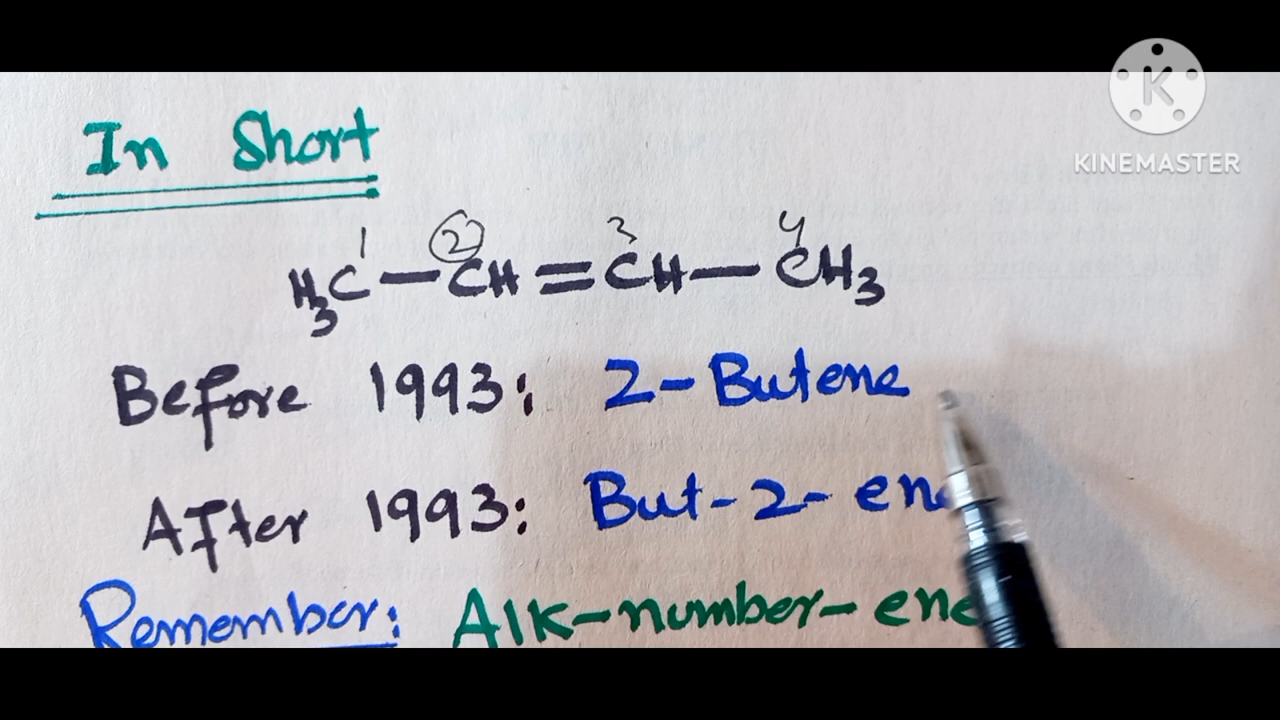 KINEMASTER
In Short
1 2 3 4
H3C—CH=CH—CH3
Before 1993: 2-Butene
After 1993: But-2-ene
Remember: Alk-number-ene